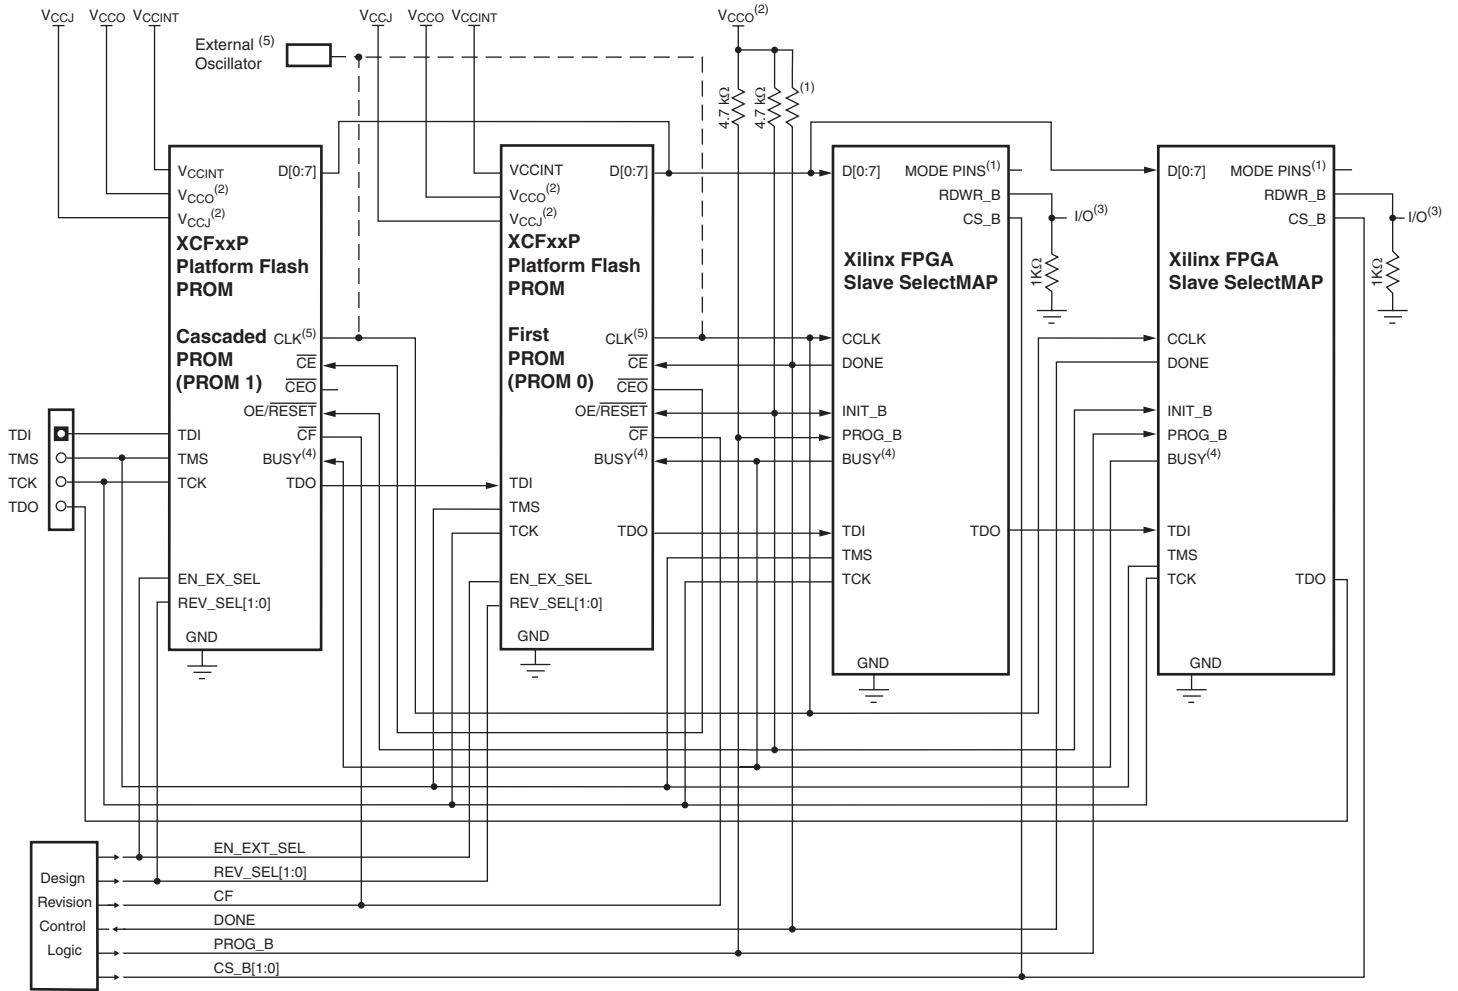 VCCJ VCCO VCCINT
VCCJ VCCO VCCINT
VCCO(2)
External (5)
Oscillator
4.7 kΩ
4.7 kΩ
(1)
VCCINT
VCCO(2)
VCCJ(2)
D[0:7]
XCFxxP
Platform Flash
PROM
Cascaded
PROM
(PROM 1)
CLK(5)
CE
CEO
OE/RESET
CF
BUSY(4)
TDO
TDI
TMS
TCK
EN_EX_SEL
REV_SEL[1:0]
GND
TDI
TMS
TCK
TDO
VCCINT
VCCO(2)
VCCJ(2)
D[0:7]
XCFxxP
Platform Flash
PROM
First
PROM
(PROM 0)
CLK(5)
CE
CEO
OE/RESET
CF
BUSY(4)
TDI
TMS
TCK
TDO
EN_EX_SEL
REV_SEL[1:0]
GND
D[0:7]
MODE PINS(1)
RDWR_B
CS_B
I/O(3)
1KΩ
Xilinx FPGA
Slave SelectMAP
CCLK
DONE
INIT_B
PROG_B
BUSY(4)
TDI
TMS
TCK
TDO
GND
D[0:7]
MODE PINS(1)
RDWR_B
CS_B
I/O(3)
1KΩ
Xilinx FPGA
Slave SelectMAP
CCLK
DONE
INIT_B
PROG_B
BUSY(4)
TDI
TMS
TCK
TDO
GND
Design
Revision
Control
Logic
EN_EXT_SEL
REV_SEL[1:0]
CF
DONE
PROG_B
CS_B[1:0]